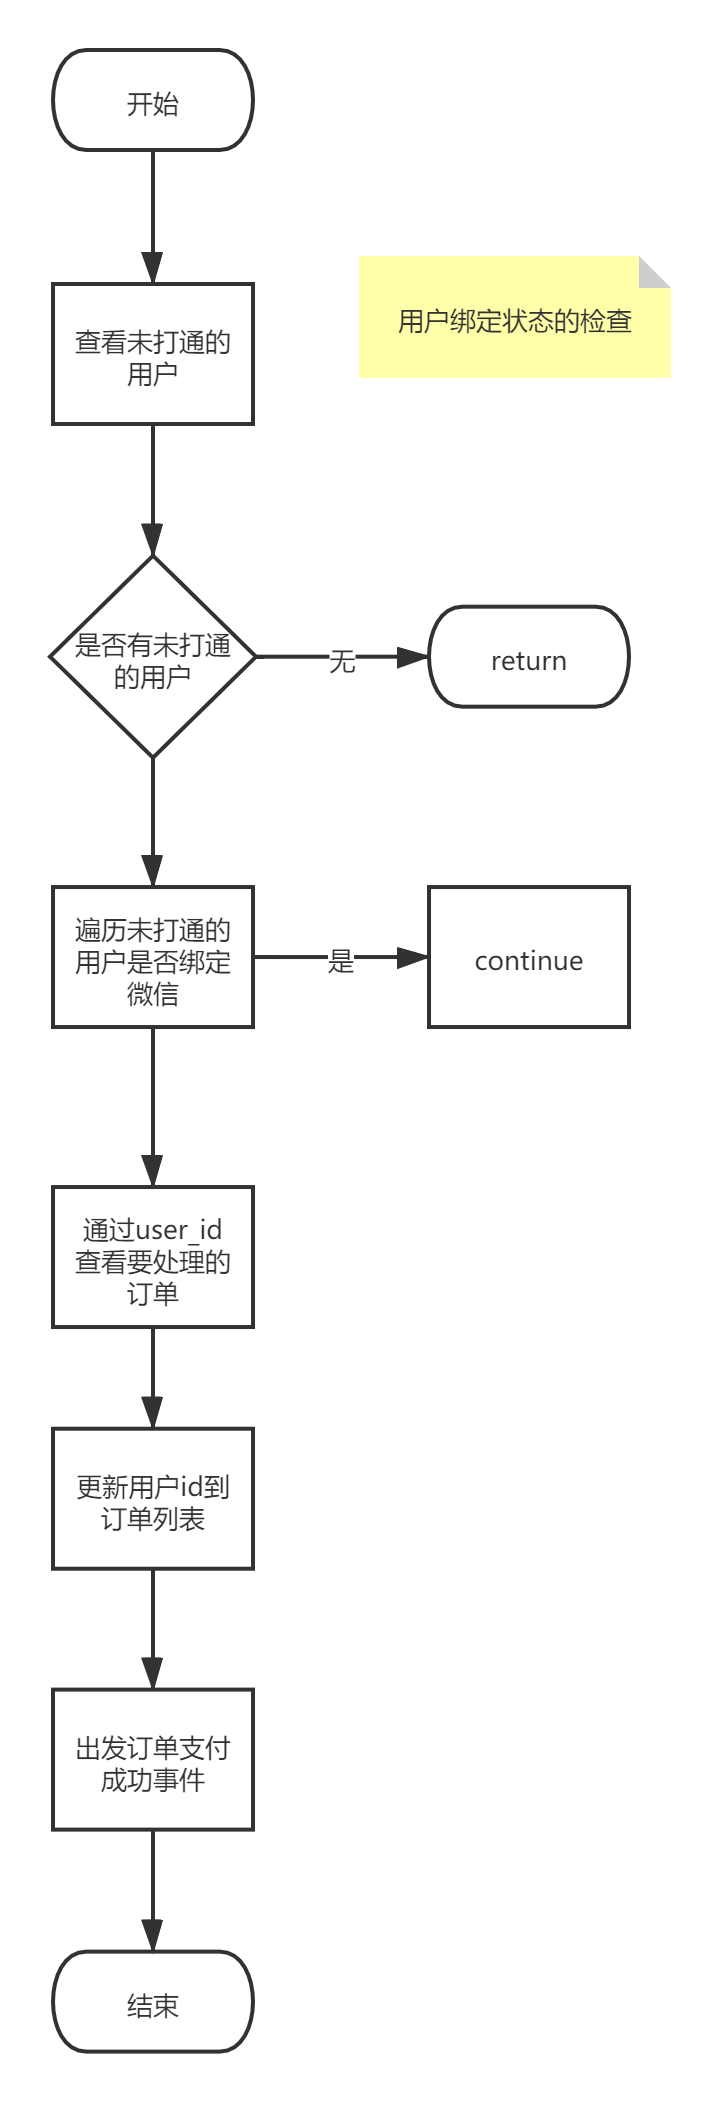 开始
查看未打通的
用户
用户绑定状态的检查
是否有未打通
的用户
无
return
遍历未打通的
用户是否绑定
微信
是
continue
通过user_id
查看要处理的
订单
更新用户id到
订单列表
出发订单支付
成功事件
结束